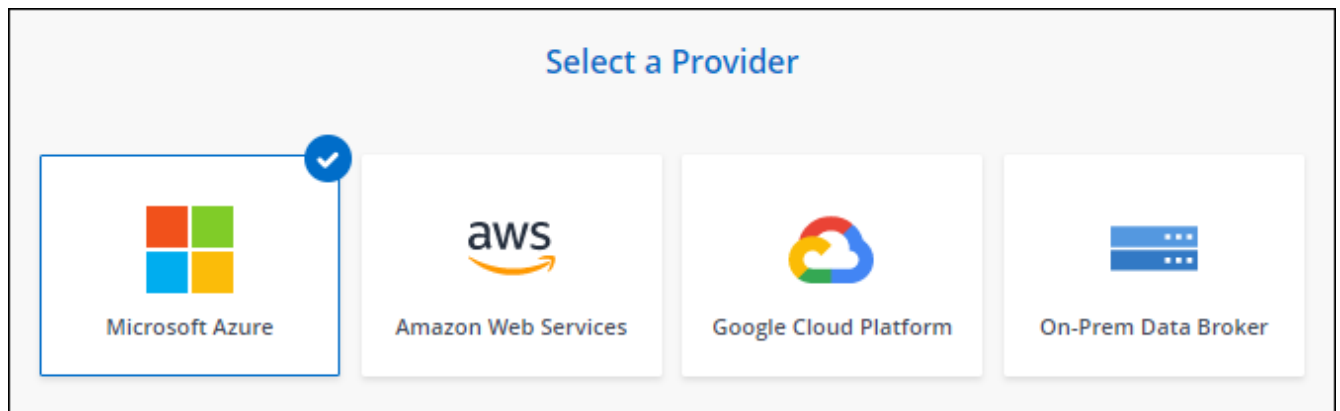 Select a Provider
aws
Microsoft Azure
Amazon Web Services
Google Cloud Platform
On-Prem Data Broker